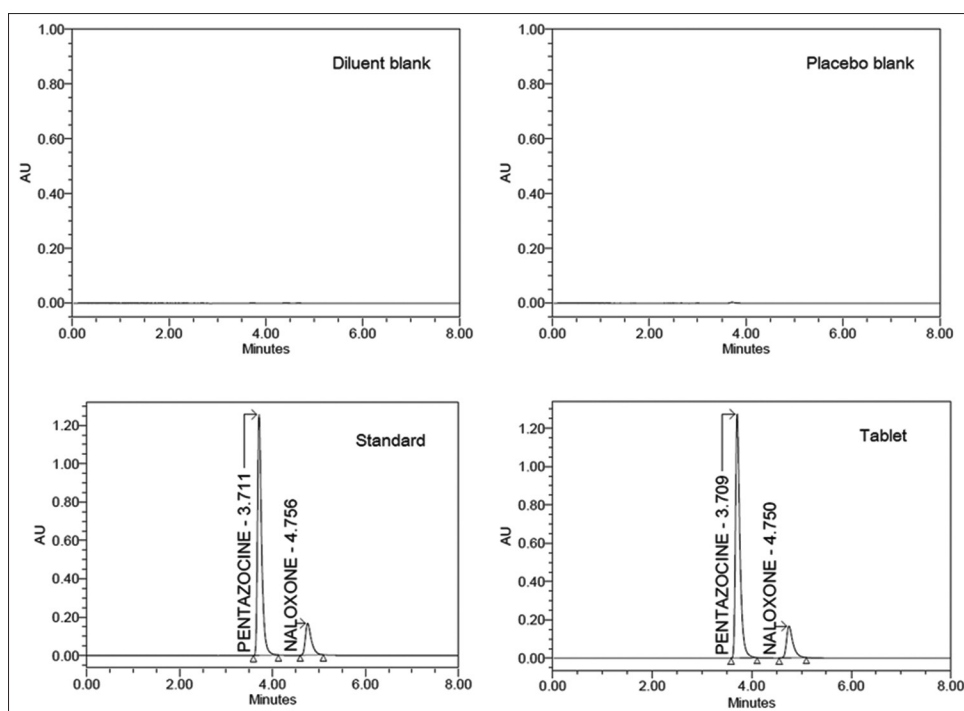 Diluent blank
AU
1.00
0.80
0.60
0.40
0.20
0.00
0.00
2.00
4.00
6.00
8.00
Minutes
Placebo blank
AU
1.00
0.80
0.60
0.40
0.20
0.00
0.00
2.00
4.00
6.00
8.00
Minutes
Standard
AU
1.20
1.00
0.80
0.60
0.40
0.20
0.00
PENTAZOCINE - 3.711
NALOXONE - 4.756
0.00
2.00
4.00
6.00
8.00
Minutes
Tablet
AU
1.20
1.00
0.80
0.60
0.40
0.20
0.00
PENTAZOCINE - 3.709
NALOXONE - 4.750
0.00
2.00
4.00
6.00
8.00
Minutes